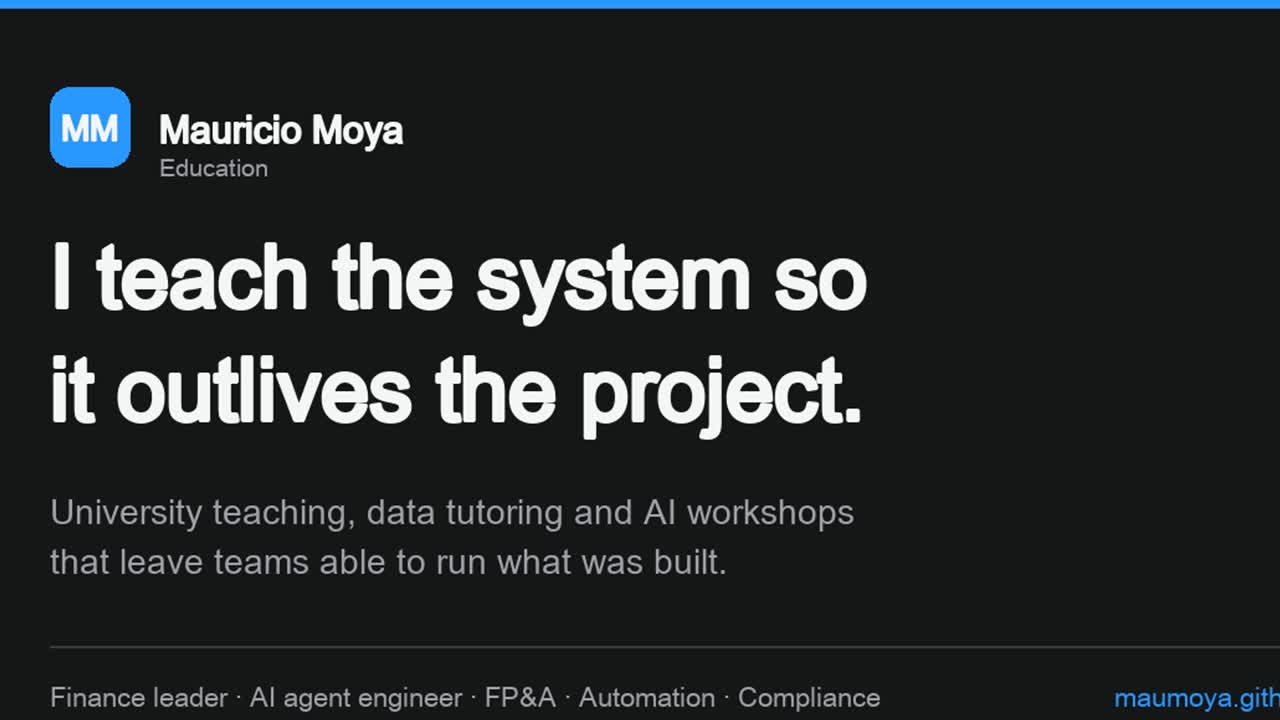 MM
Mauricio Moya
Education
I teach the system so
it outlives the project.
University teaching, data tutoring and AI workshops
that leave teams able to run what was built.
Finance leader · AI agent engineer · FP&A · Automation · Compliance
maumoya.gith